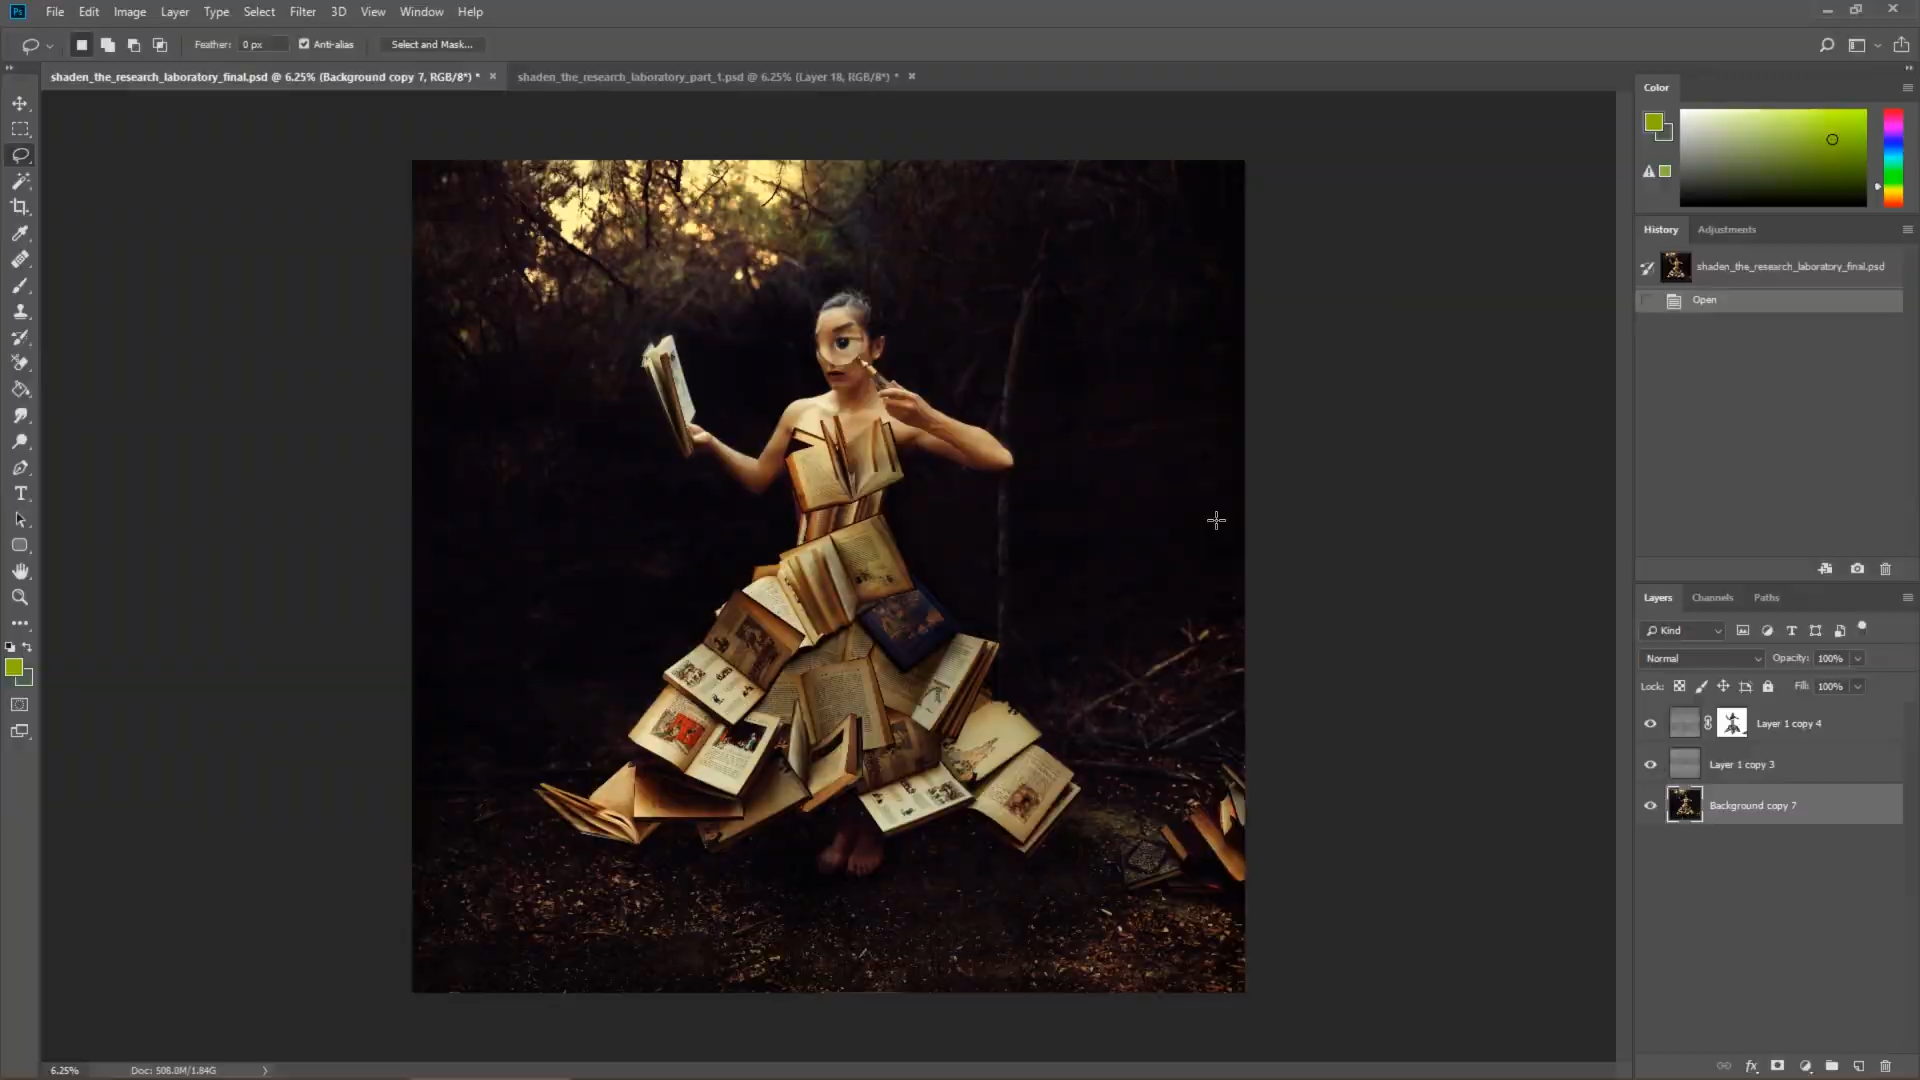 Ps File Edit Image Layer Type Select Filter 3D View Window Help
Feather: 0 px Anti-alias Select and Mask...
shaden_the_research_laboratory_final.psd @ 6.25% (Background copy 7, RGB/8*) * × shaden_the_research_laboratory_part_1.psd @ 6.25% (Layer 18, RGB/8*) * ×
Color
History Adjustments
shaden_the_research_laboratory_final.psd
Open
Layers Channels Paths
Kind
Normal Opacity: 100%
Lock: Fill: 100%
Layer 1 copy 4
Layer 1 copy 3
Background copy 7
6.25% Doc: 508.0M/1.84G